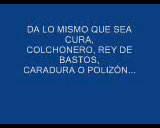 DA LO MISMO QUE SEA
CURA,
COLCHONERO, REY DE
BASTOS,
CARADURA O POLIZÓN...